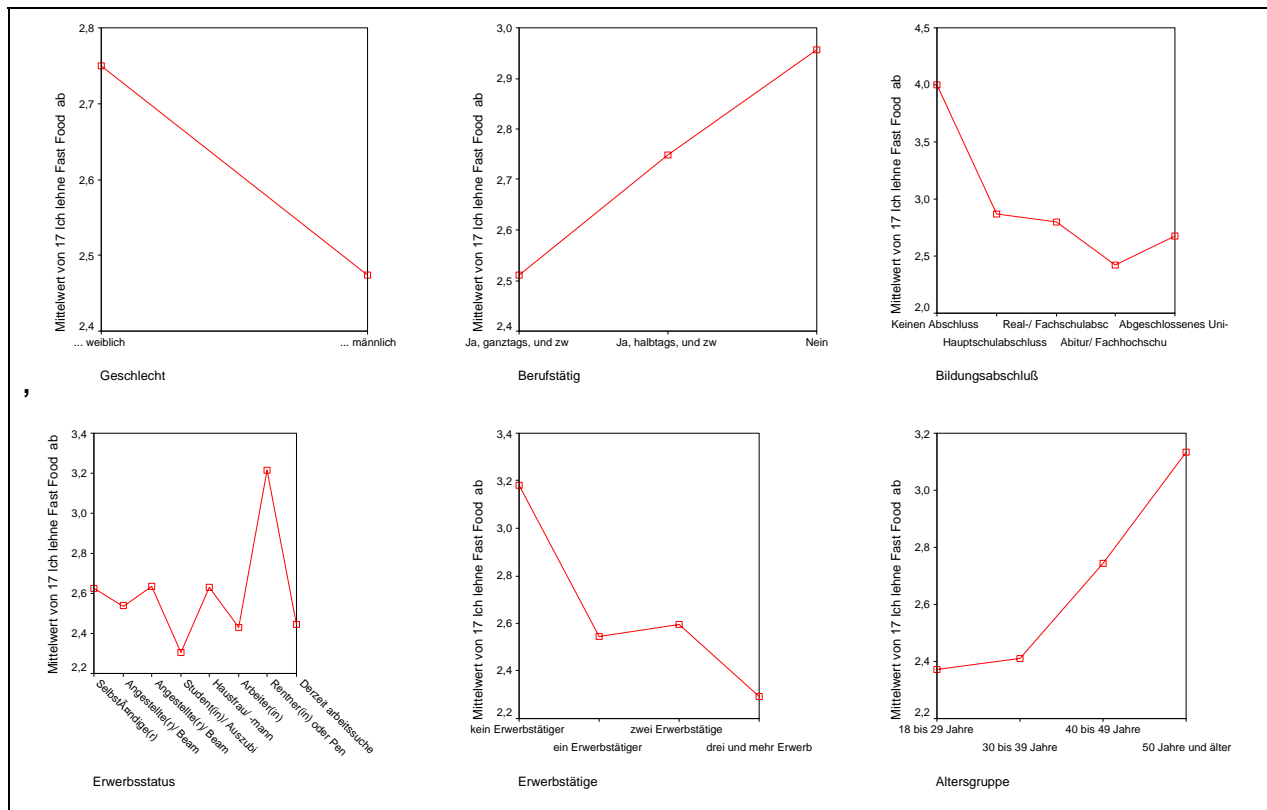 Mittelwert von 17 Ich lehne Fast Food ab
2,8
2,7
2,6
2,5
2,4
... weiblich
... männlich
Geschlecht
Mittelwert von 17 Ich lehne Fast Food ab
3,0
2,9
2,8
2,7
2,6
2,5
2,4
Ja, ganztags, und zw
Ja, halbtags, und zw
Nein
Berufstätig
Mittelwert von 17 Ich lehne Fast Food ab
4,5
4,0
3,5
3,0
2,5
2,0
Keinen Abschluss
Hauptschulabschluss
Real-/ Fachschulabsc
Abitur/ Fachhochschu
Abgeschlossenes Uni-
Bildungsabschluß
,
Mittelwert von 17 Ich lehne Fast Food ab
3,4
3,2
3,0
2,8
2,6
2,4
2,2
SelbstÃ¤ndige(r)
Angestellte(r)/ Beam
Angestellte(r)/ Beam
Student(in)/ Auszubi
Hausfrau/ -mann
Arbeiter(in)
Rentner(in) oder Pen
Derzeit arbeitssuche
Erwerbsstatus
Mittelwert von 17 Ich lehne Fast Food ab
3,4
3,2
3,0
2,8
2,6
2,4
2,2
kein Erwerbstätiger
ein Erwerbstätiger
zwei Erwerbstätige
drei und mehr Erwerb
Erwerbstätige
Mittelwert von 17 Ich lehne Fast Food ab
3,2
3,0
2,8
2,6
2,4
2,2
18 bis 29 Jahre
30 bis 39 Jahre
40 bis 49 Jahre
50 Jahre und älter
Altersgruppe